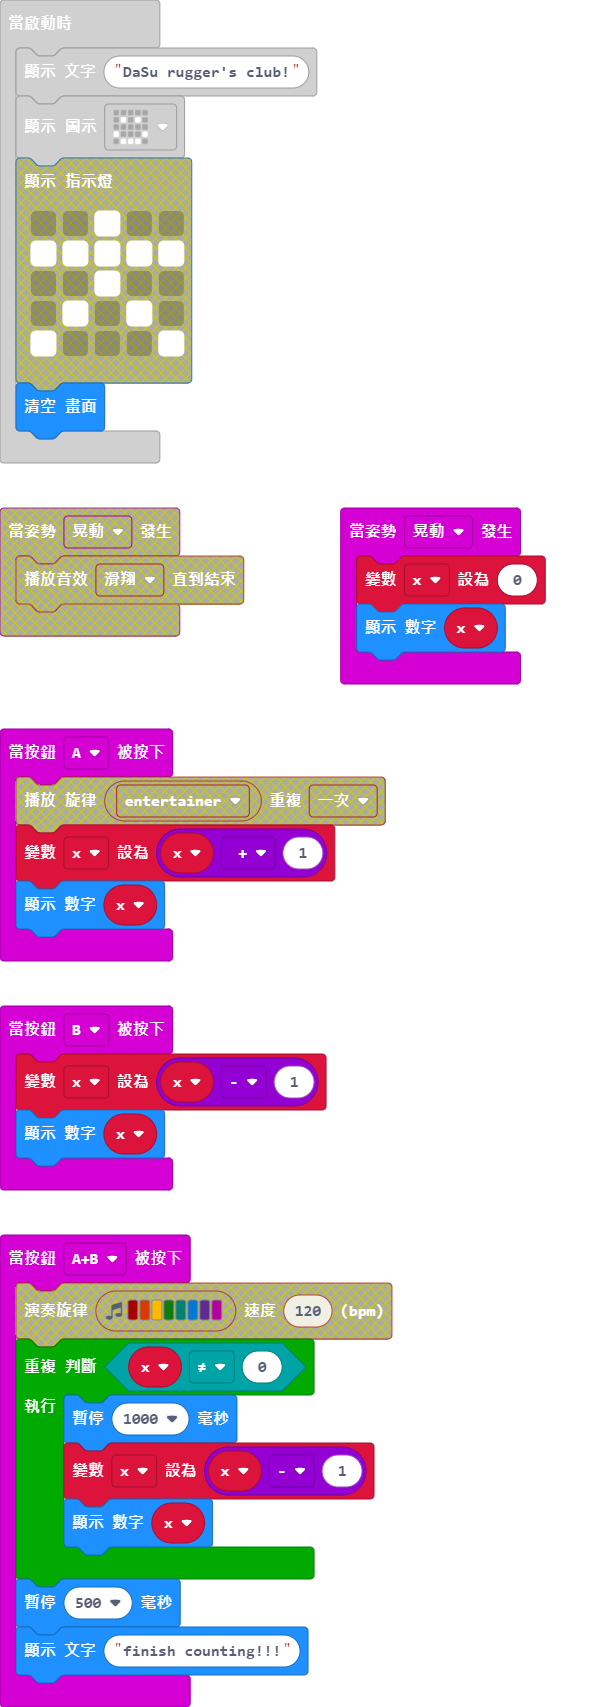 當啟動時
顯示 文字 "DaSu rugger's club!"
顯示 圖示
顯示 指示燈
清空 畫面
當姿勢 晃動 發生
播放音效 滑翔 直到結束
當姿勢 晃動 發生
變數 x 設為 0
顯示 數字 x
當按鈕 A 被按下
播放 旋律 entertainer 重複 一次
變數 x 設為 x + 1
顯示 數字 x
當按鈕 B 被按下
變數 x 設為 x - 1
顯示 數字 x
當按鈕 A+B 被按下
演奏旋律 速度 120 (bpm)
重複 判斷 x ≠ 0
執行
暫停 1000 毫秒
變數 x 設為 x - 1
顯示 數字 x
暫停 500 毫秒
顯示 文字 "finish counting!!!"